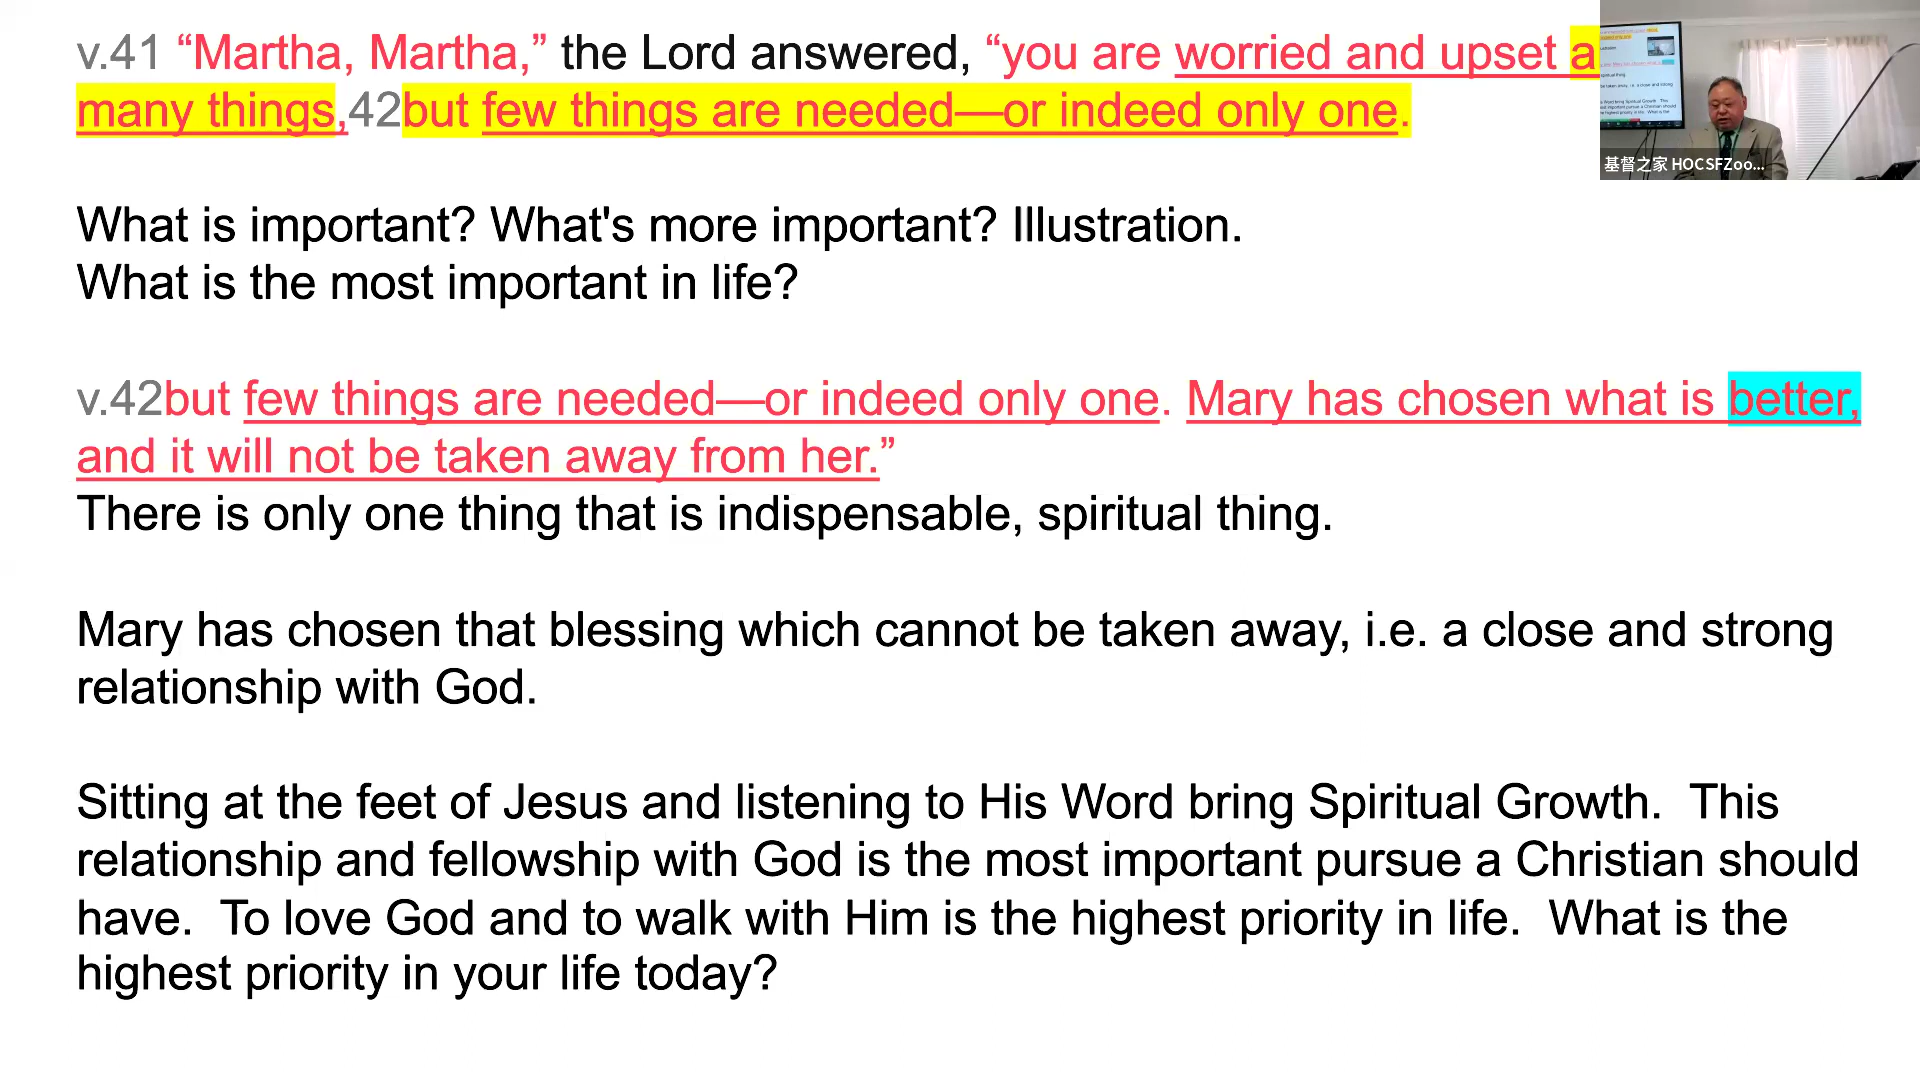 v.41 “Martha, Martha,” the Lord answered, “you are worried and upset a
many things,42but few things are needed—or indeed only one.
What is important? What's more important? Illustration.
What is the most important in life?
v.42but few things are needed—or indeed only one. Mary has chosen what is better,
and it will not be taken away from her.”
There is only one thing that is indispensable, spiritual thing.
Mary has chosen that blessing which cannot be taken away, i.e. a close and strong
relationship with God.
Sitting at the feet of Jesus and listening to His Word bring Spiritual Growth.  This
relationship and fellowship with God is the most important pursue a Christian should
have.  To love God and to walk with Him is the highest priority in life.  What is the
highest priority in your life today?
基督之家 HOCSFZoo...